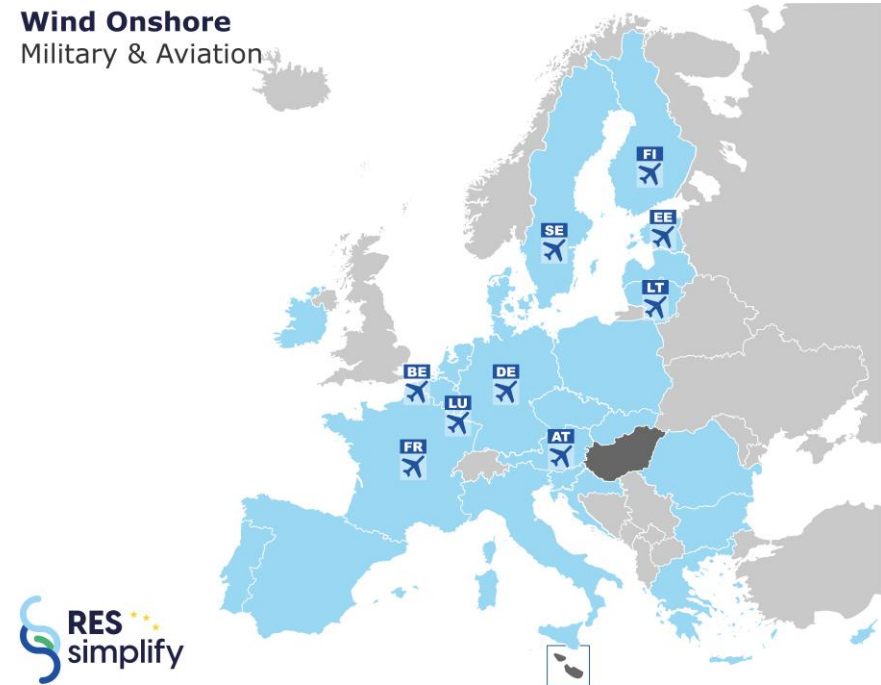 Wind Onshore
Military & Aviation
FI
EE
SE
LT
BE
DE
LU
AT
FR
RES
simplify